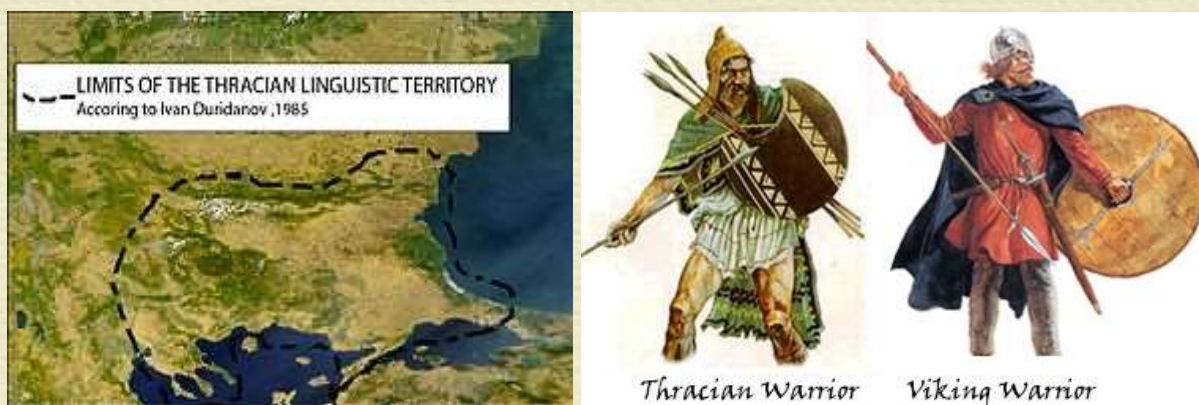 LIMITS OF THE THRACIAN LINGUISTIC TERRITORY
Accoring to Ivan Duridanov ,1985
Thracian Warrior
Viking Warrior